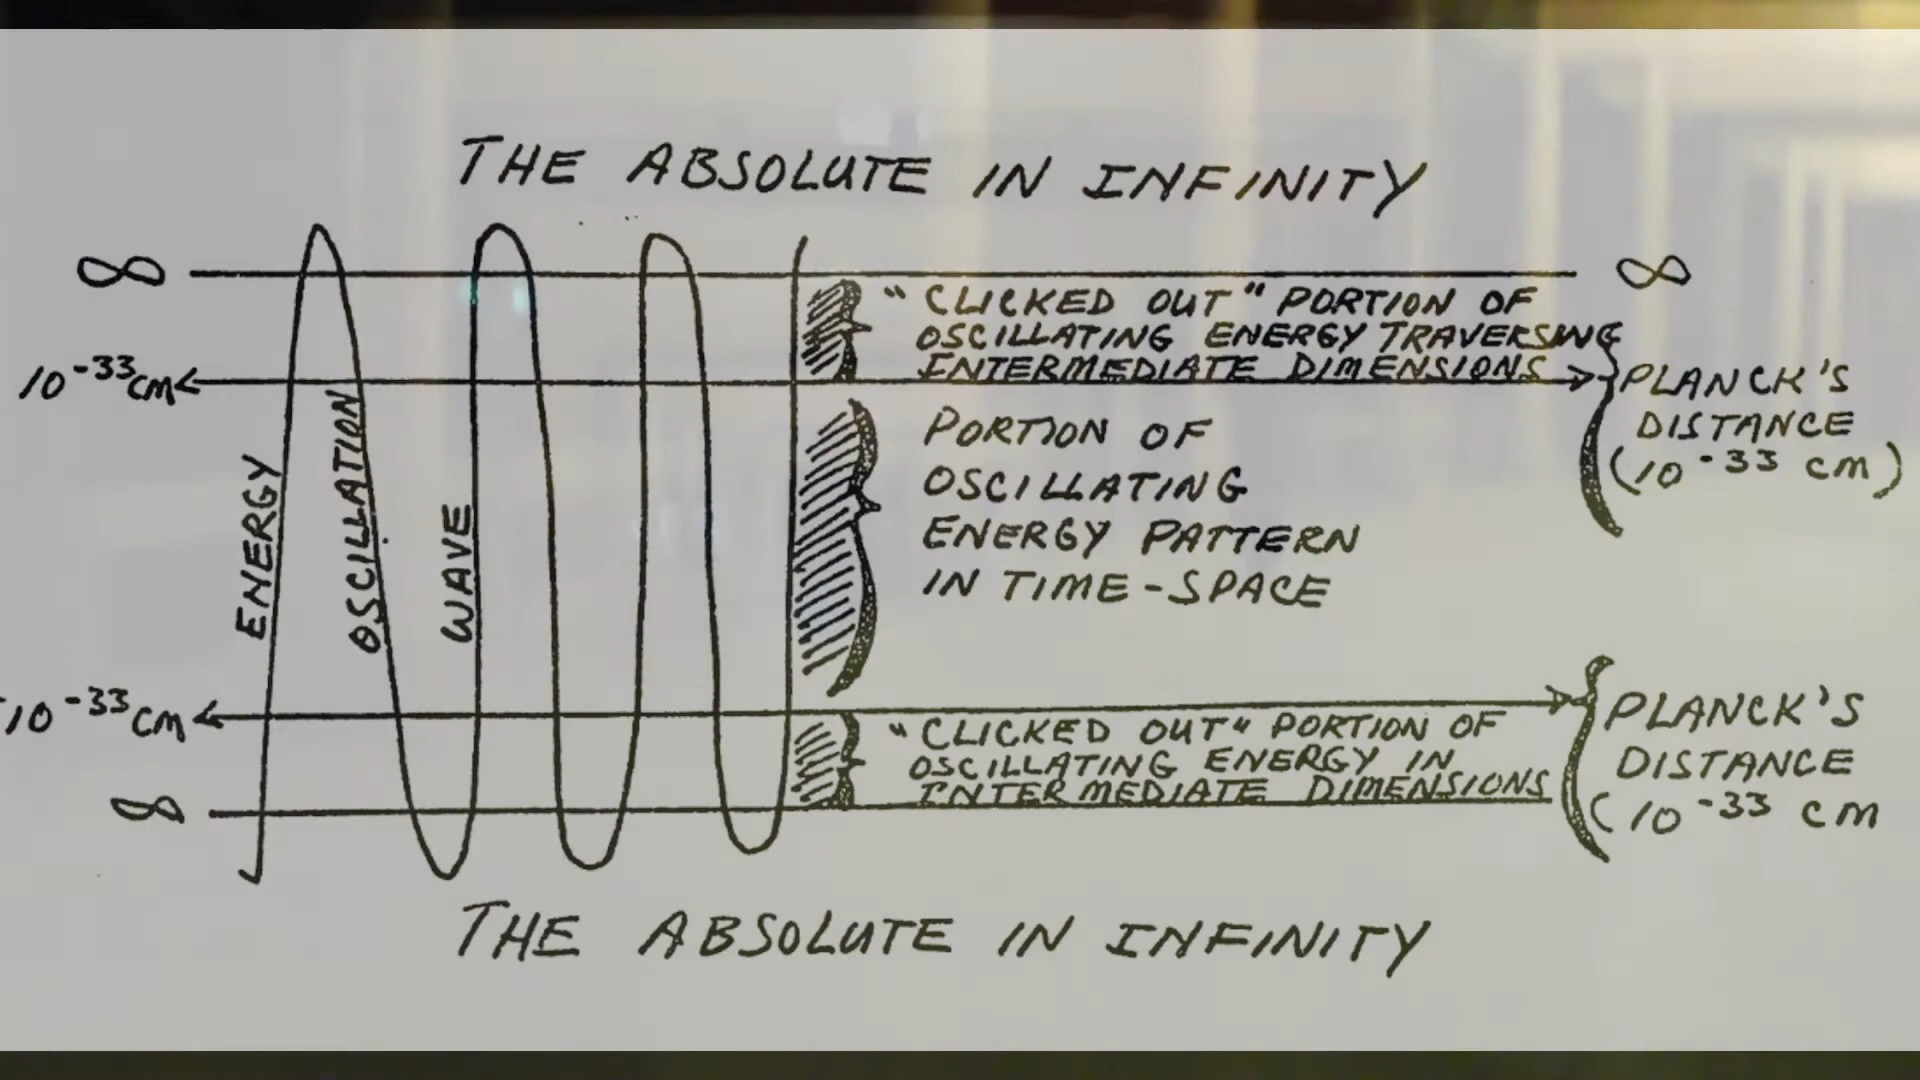 THE ABSOLUTE IN INFINITY
∞
∞
"CLICKED OUT" PORTION OF
OSCILLATING ENERGY TRAVERSING
INTERMEDIATE DIMENSIONS
10-33cm
PLANCK'S
DISTANCE
(10-33 cm)
PORTION OF
OSCILLATING
ENERGY PATTERN
IN TIME-SPACE
ENERGY
OSCILLATION
WAVE
10-33cm
"CLICKED OUT" PORTION OF
OSCILLATING ENERGY IN
INTERMEDIATE DIMENSIONS
PLANCK'S
DISTANCE
(10-33 cm
∞
THE ABSOLUTE IN INFINITY